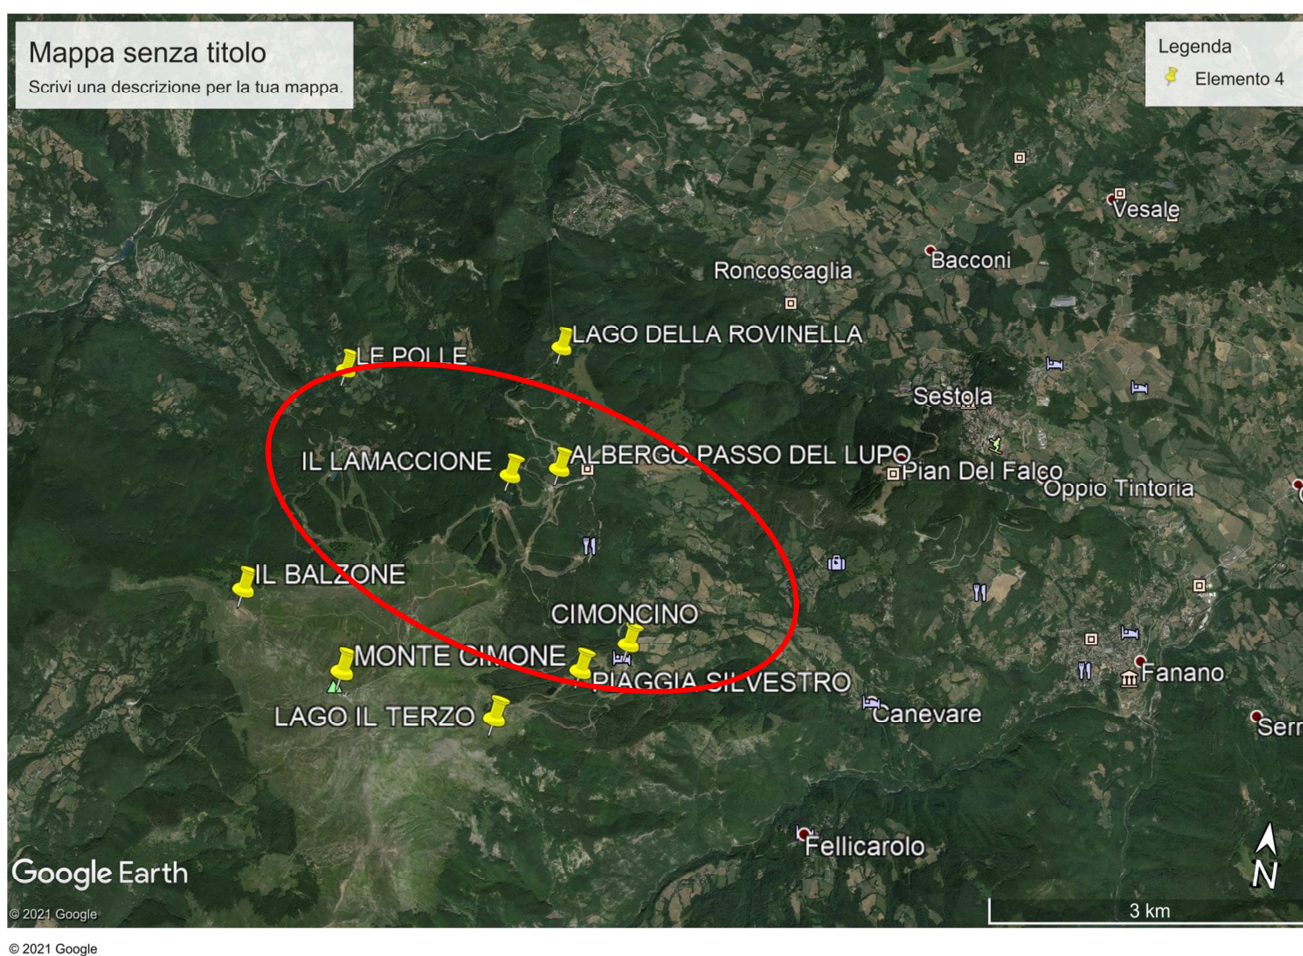 Mappa senza titolo
Scrivi una descrizione per la tua mappa.
Legenda
Elemento 4
Vesale
Bacconi
Roncoscaglia
LAGO DELLA ROVINELLA
LE POLLE
Sestola
ALBERGO PASSO DEL LUPO
IL LAMACCIONE
Pian Del Falco
Oppio Tintoria
IL BALZONE
CIMONCINO
MONTE CIMONE
Fanano
PIAGGIA SILVESTRO
LAGO IL TERZO
Canevare
Serr
Fellicarolo
N
Google Earth
3 km
© 2021 Google
© 2021 Google